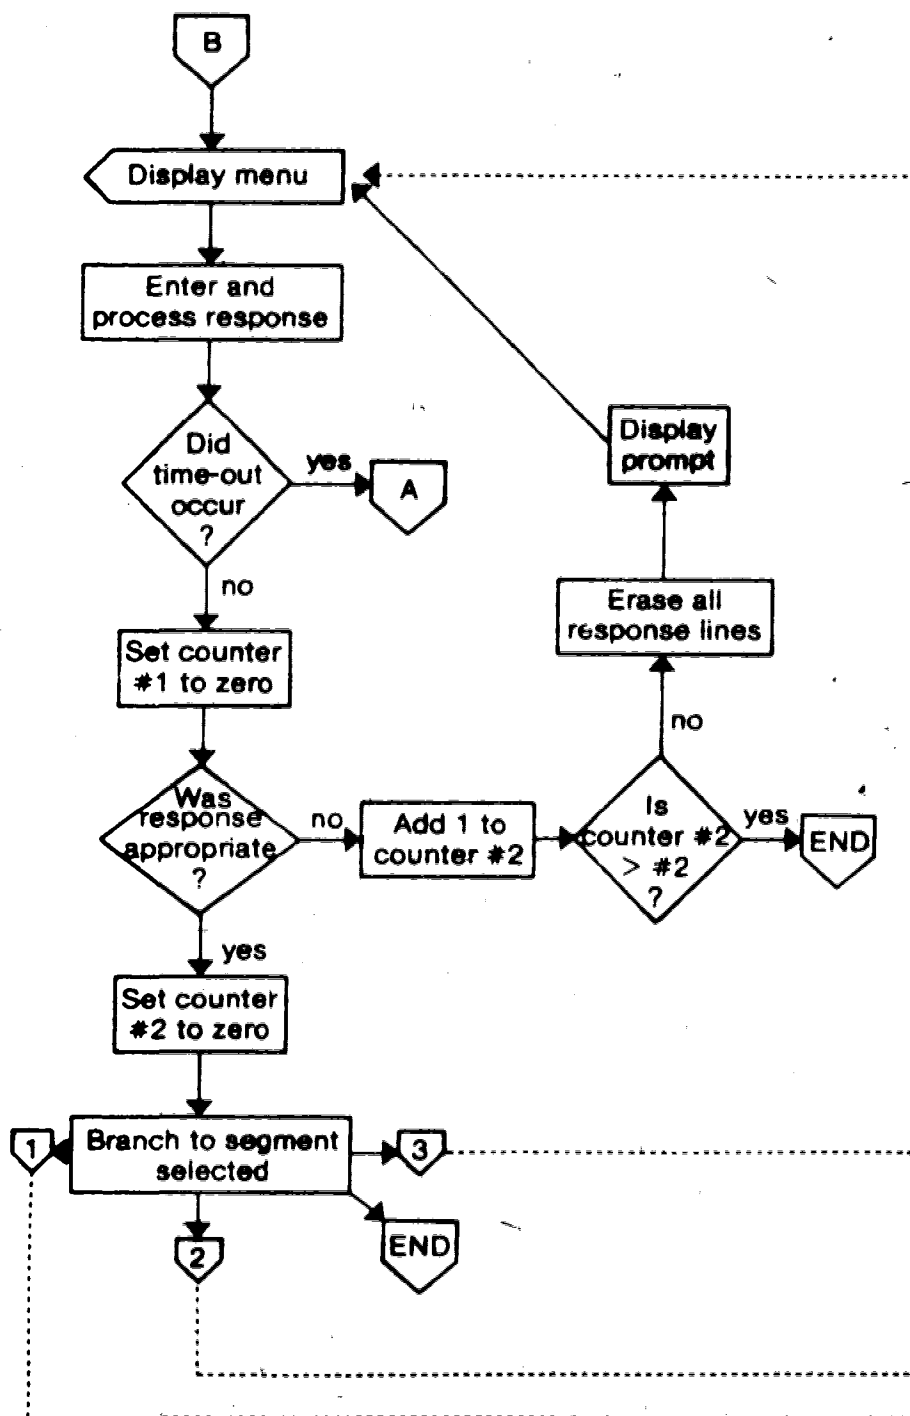 B
Display menu
Enter and
process response
Did
time-out
occur
?
yes
A
no
Set counter
#1 to zero
Was
response
appropriate
?
no
Add 1 to
counter #2
Is
counter #2
> #2
?
yes
END
no
Erase all
response lines
Display
prompt
yes
Set counter
#2 to zero
Branch to segment
selected
1
3
2
END